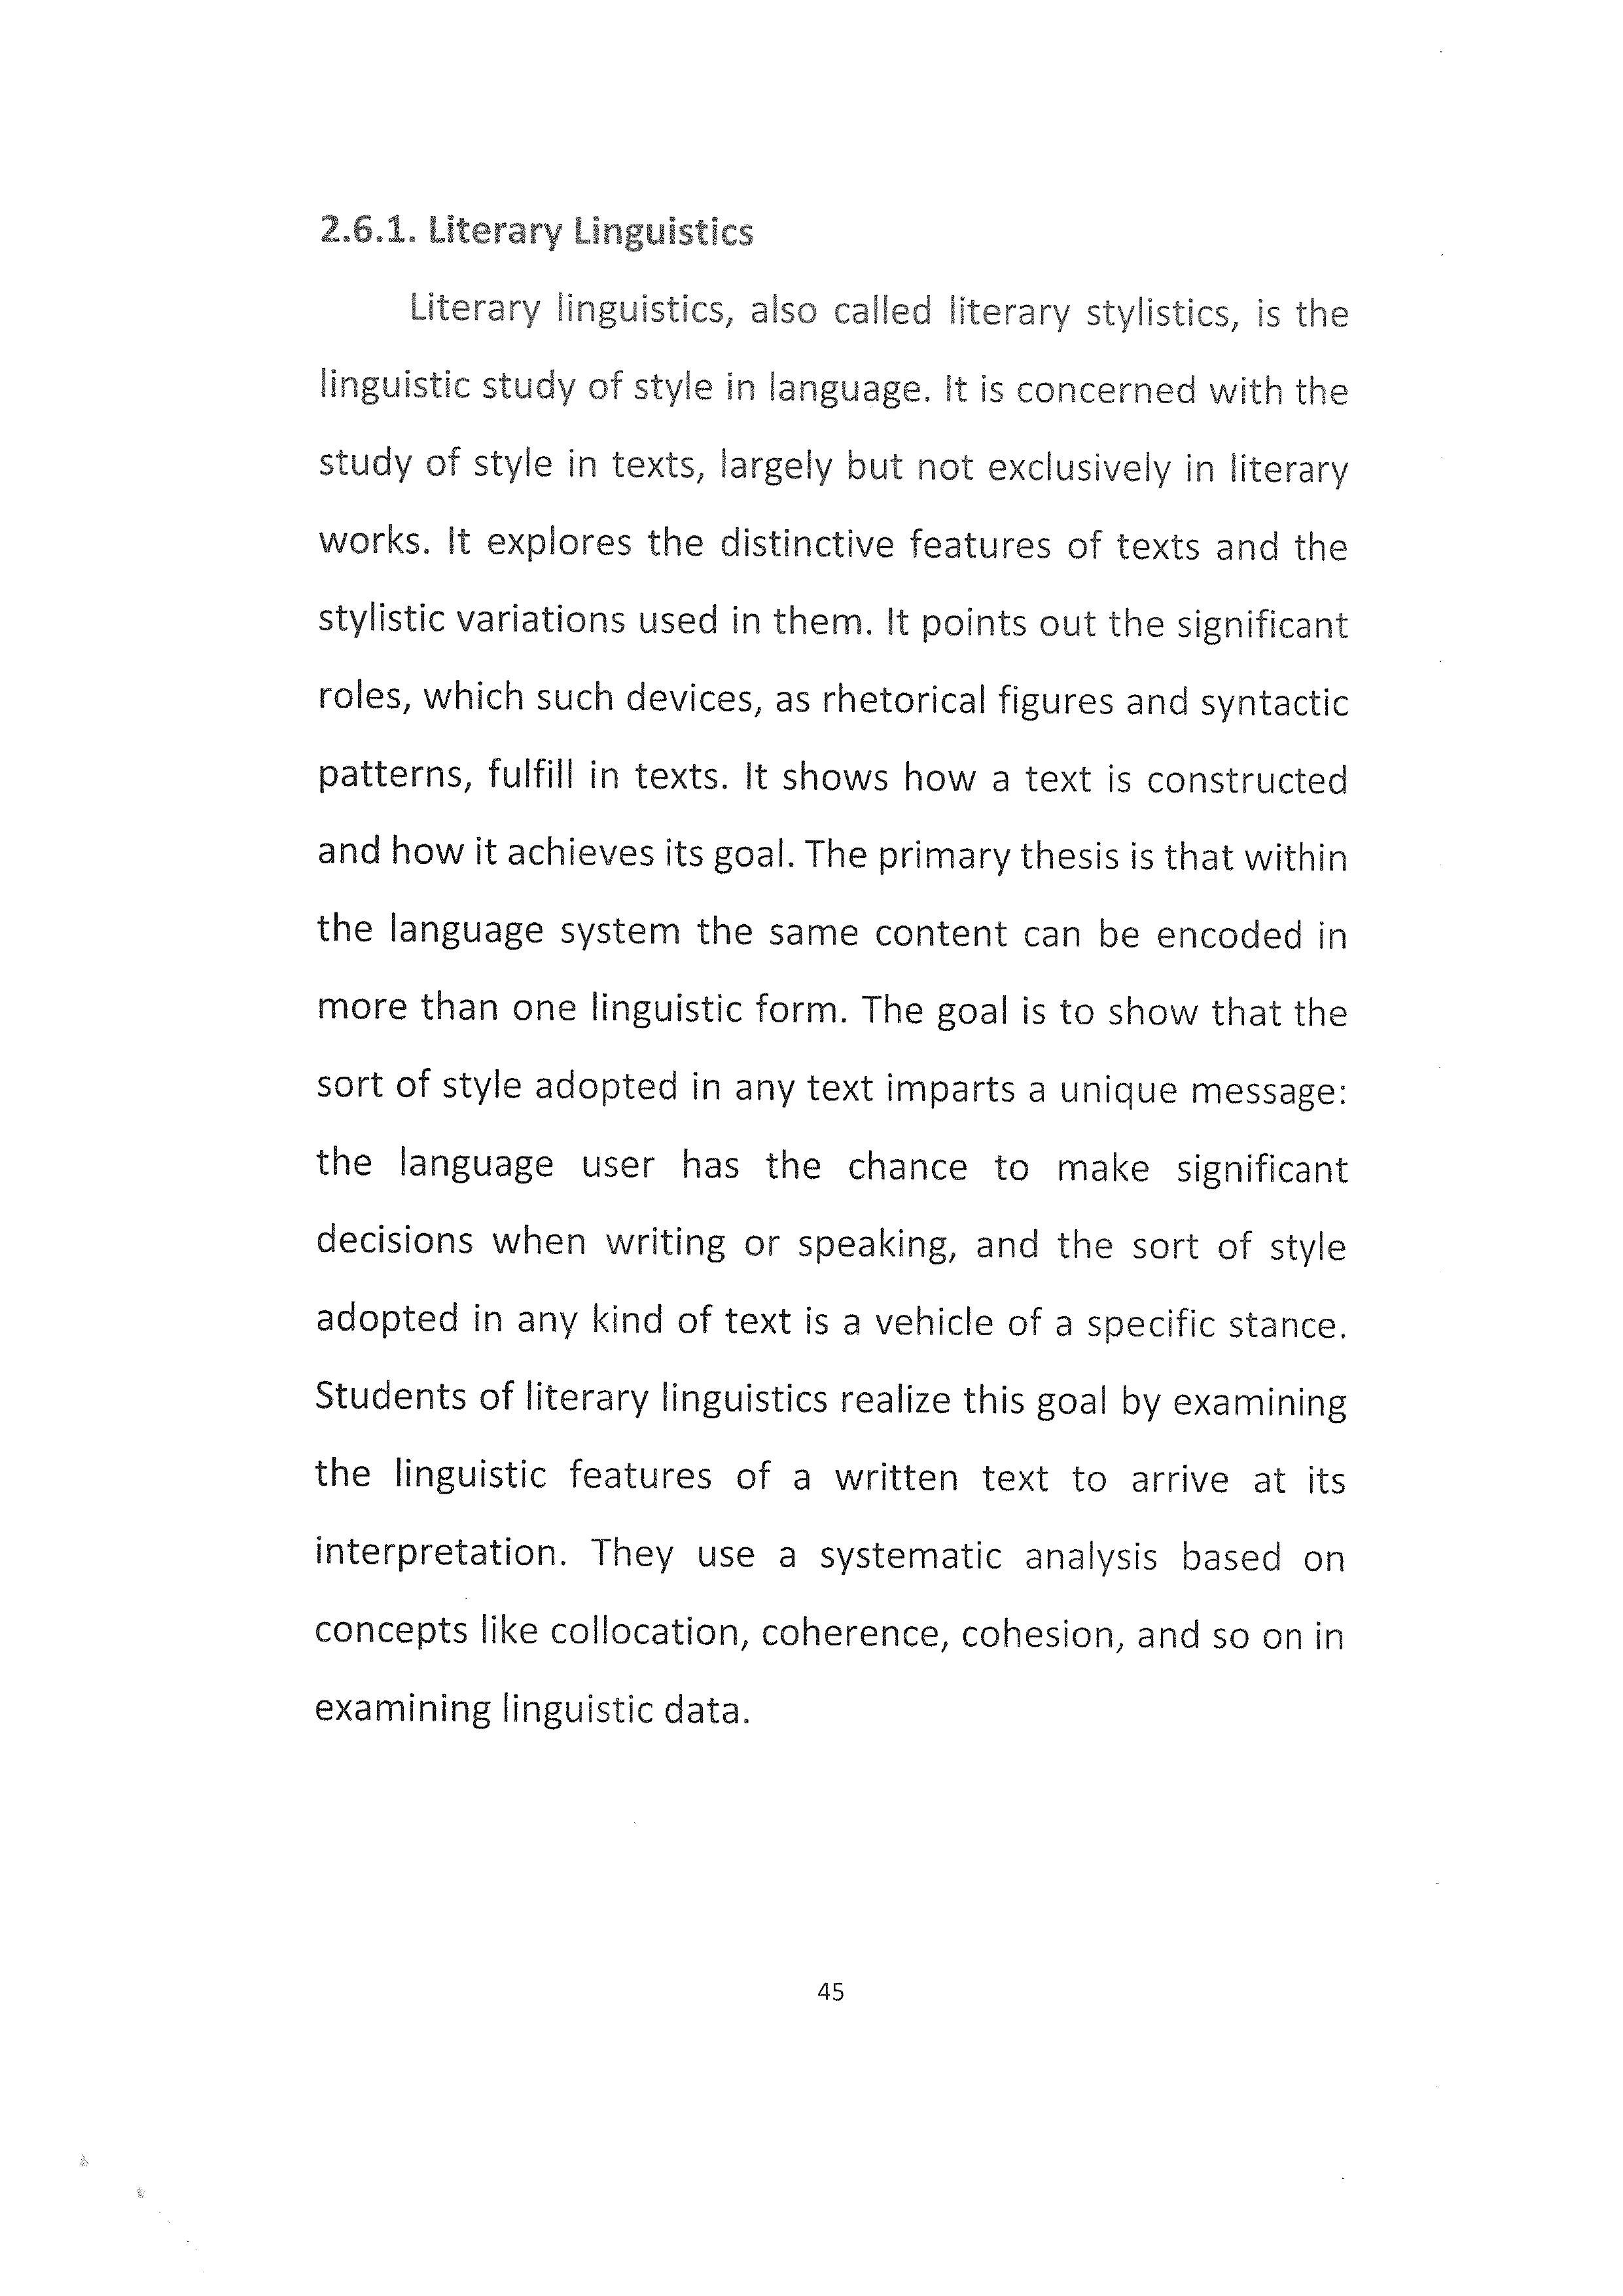 2.6.1. Literary Linguistics
Literary linguistics, also called literary stylistics, is the
linguistic study of style in language. It is concerned with the
study of style in texts, largely but not exclusively in literary
works. It explores the distinctive features of texts and the
stylistic variations used in them. It points out the significant
roles, which such devices, as rhetorical figures and syntactic
patterns, fulfill in texts. It shows how a text is constructed
and how it achieves its goal. The primary thesis is that within
the language system the same content can be encoded in
more than one linguistic form. The goal is to show that the
sort of style adopted in any text imparts a unique message:
the language user has the chance to make significant
decisions when writing or speaking, and the sort of style
adopted in any kind of text is a vehicle of a specific stance.
Students of literary linguistics realize this goal by examining
the linguistic features of a written text to arrive at its
interpretation. They use a systematic analysis based on
concepts like collocation, coherence, cohesion, and so on in
examining linguistic data.
45